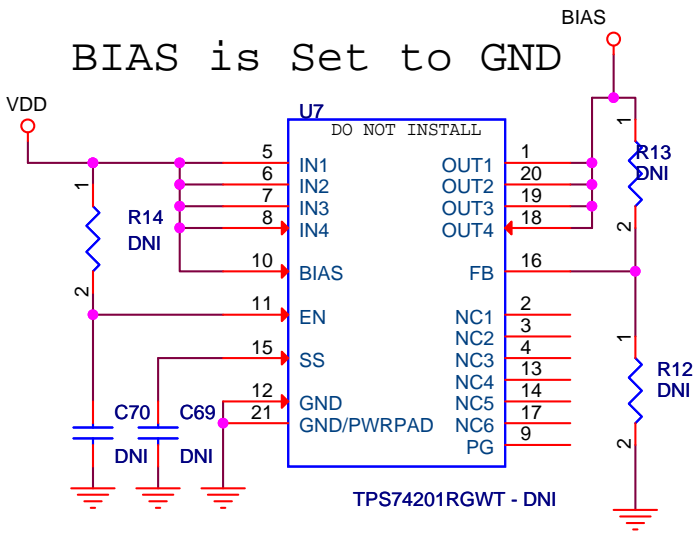 BIAS
BIAS is Set to GND
VDD
U7
DO NOT INSTALL
1
R13
DNI
2
5
IN1
OUT1
1
6
IN2
OUT2
20
7
IN3
OUT3
19
8
IN4
OUT4
18
1
R14
DNI
2
10
BIAS
FB
16
11
EN
NC1
2
NC2
3
15
SS
NC3
4
NC4
13
12
GND
NC5
14
21
GND/PWRPAD
NC6
17
PG
9
1
R12
DNI
2
C70
DNI
C69
DNI
TPS74201RGWT - DNI